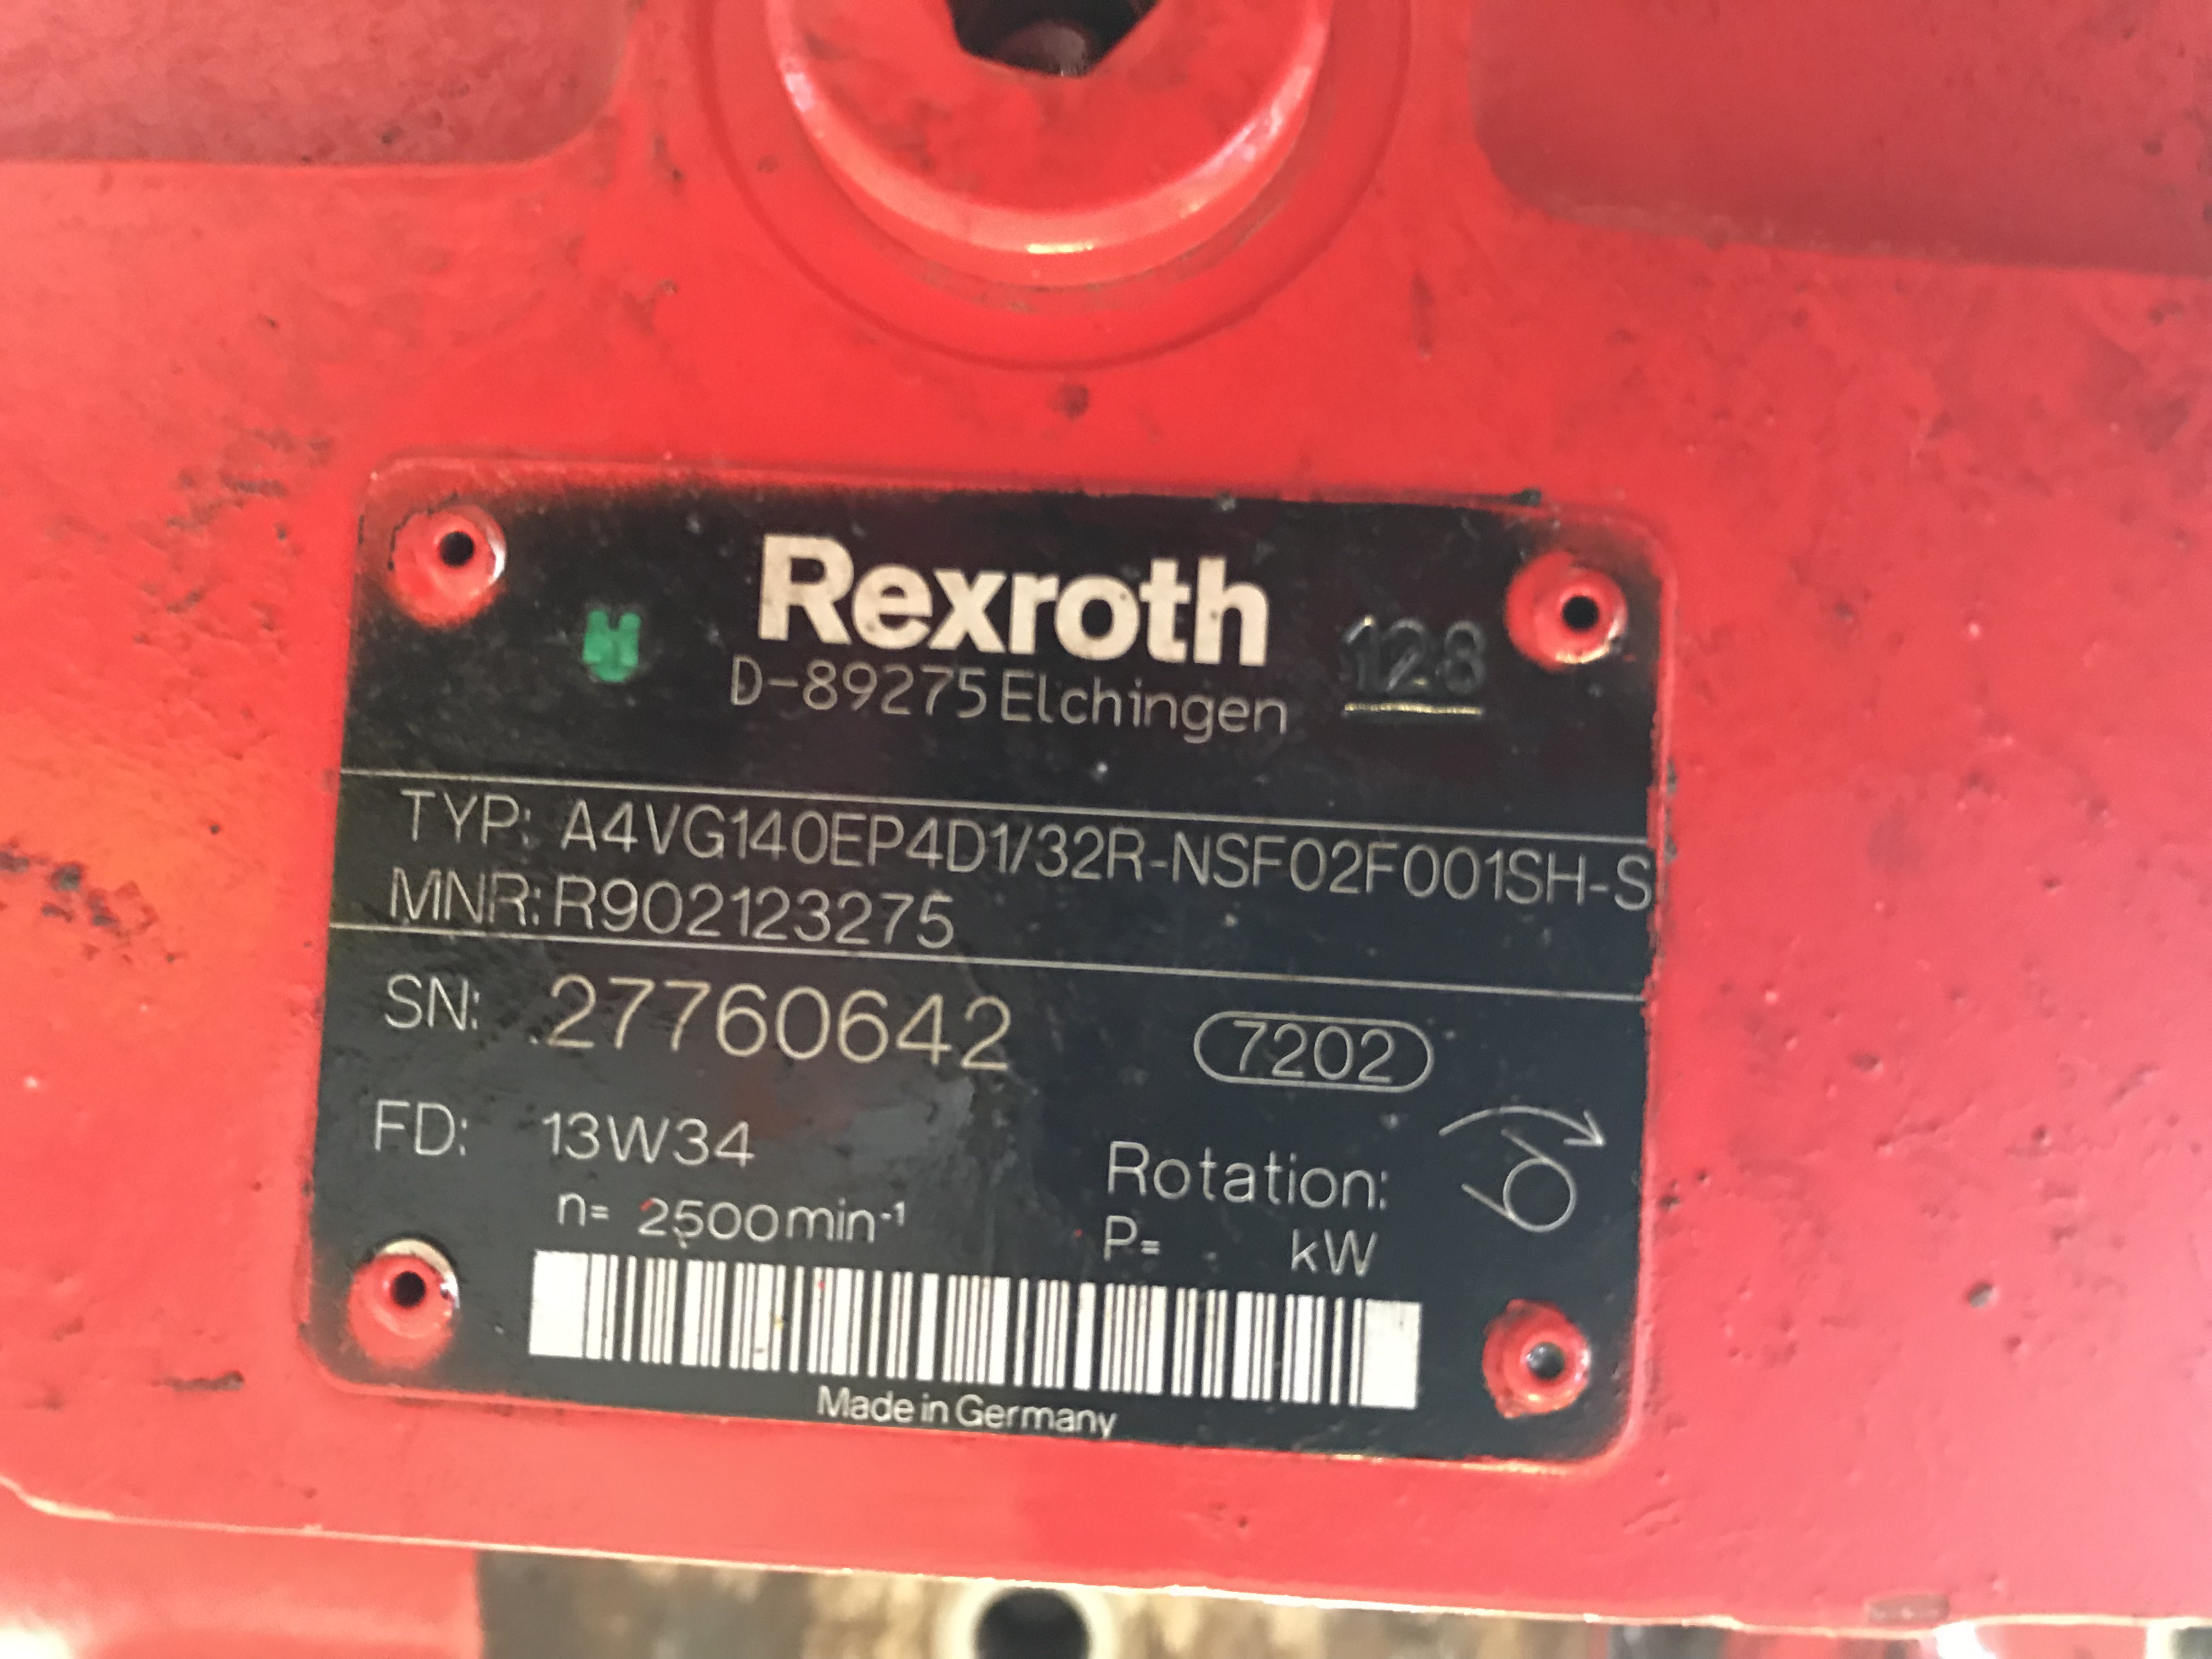 Rexroth
128
D-89275 Elchingen
TYP: A4VG140EP4D1/32R-NSF02F001SH-S
MNR: R902123275
SN: 27760642
7202
FD: 13W34
Rotation:
n= 2500min-¹
P= kW
Made in Germany